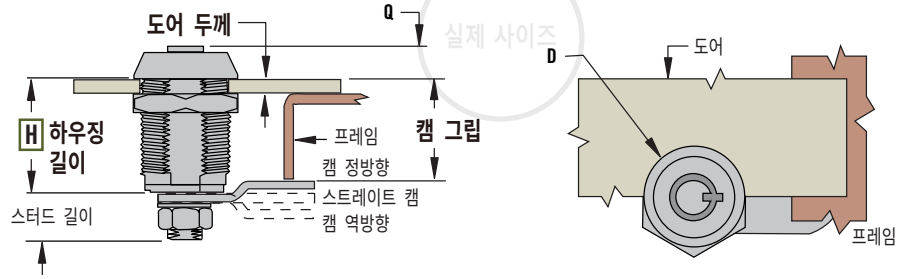 도어 두께
Q
실제 사이즈
D
도어
H 하우징
길이
프레임
캠 그립
캠 정방향
스터드 길이
스트레이트 캠
캠 역방향
프레임